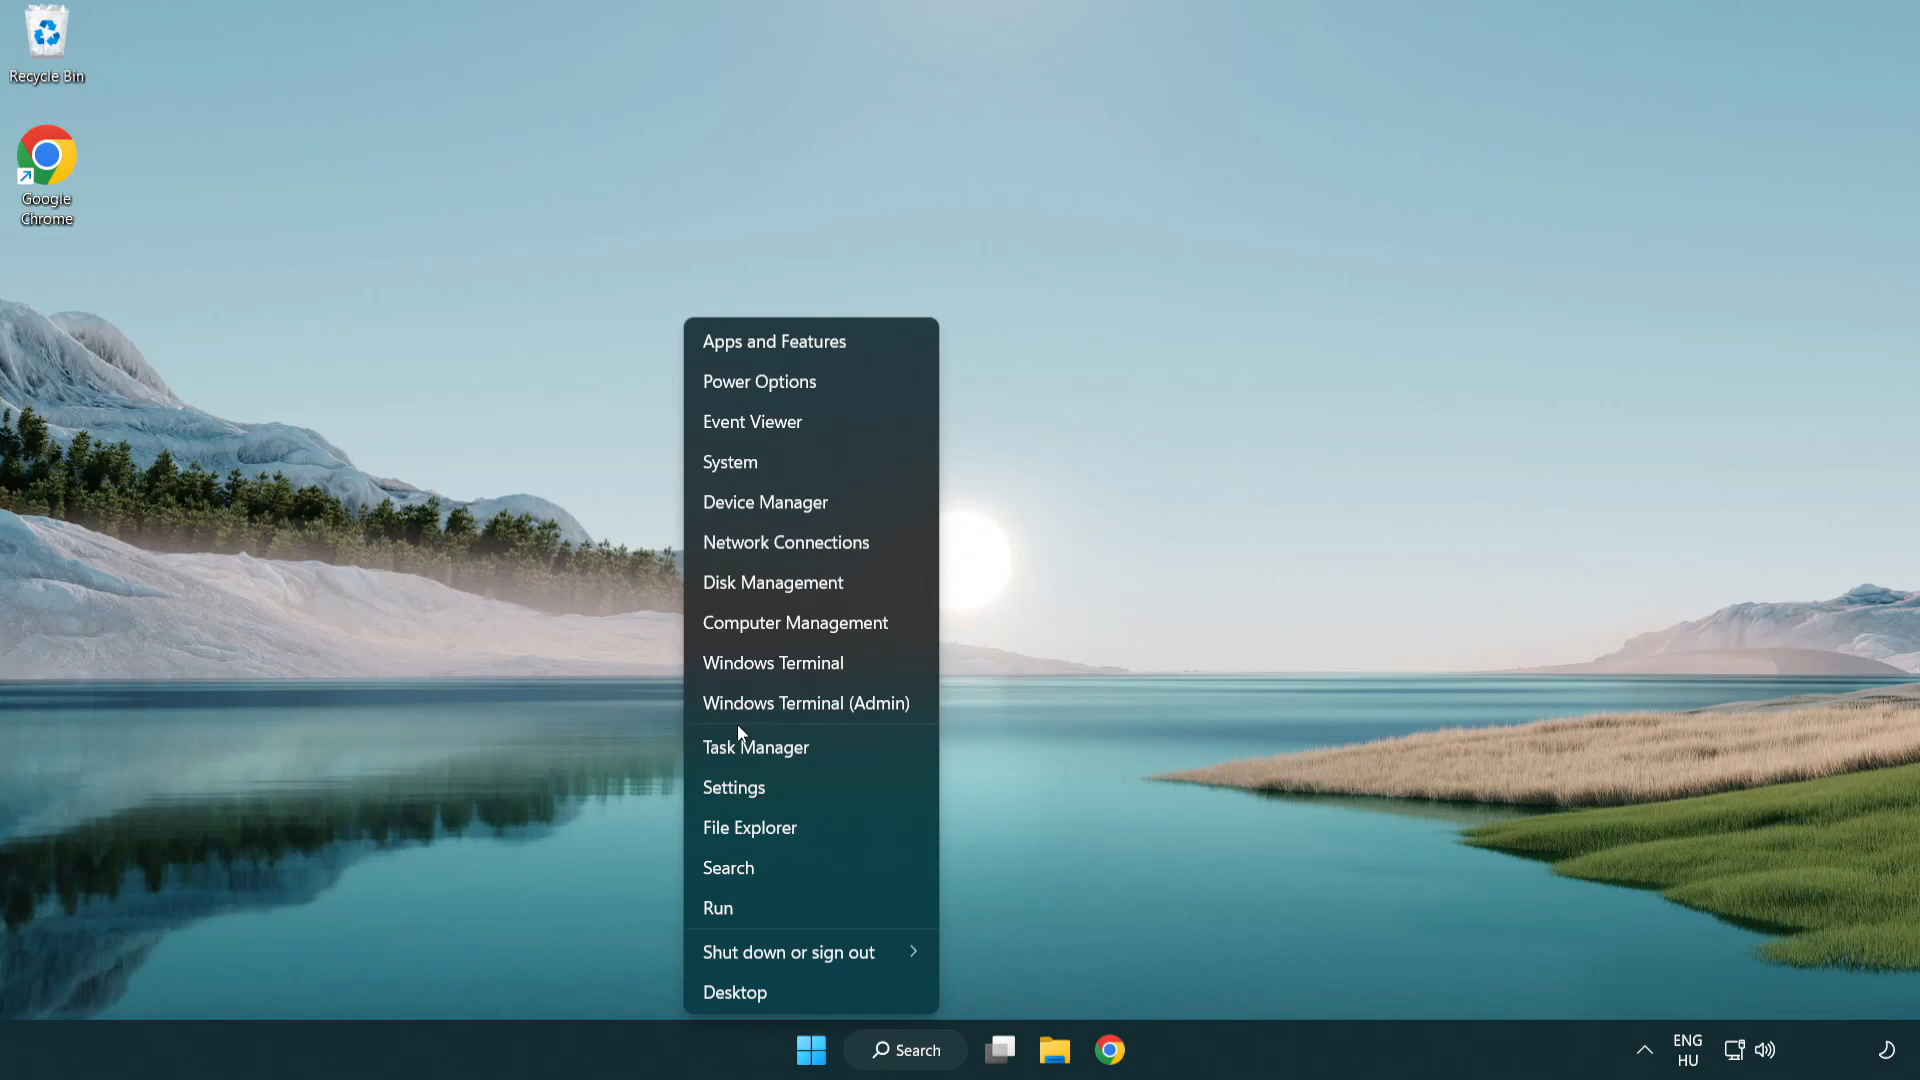 Recycle Bin
Google
Chrome
Apps and Features
Power Options
Event Viewer
System
Device Manager
Network Connections
Disk Management
Computer Management
Windows Terminal
Windows Terminal (Admin)
Task Manager
Settings
File Explorer
Search
Run
Shut down or sign out
Desktop
Search
ENG
HU